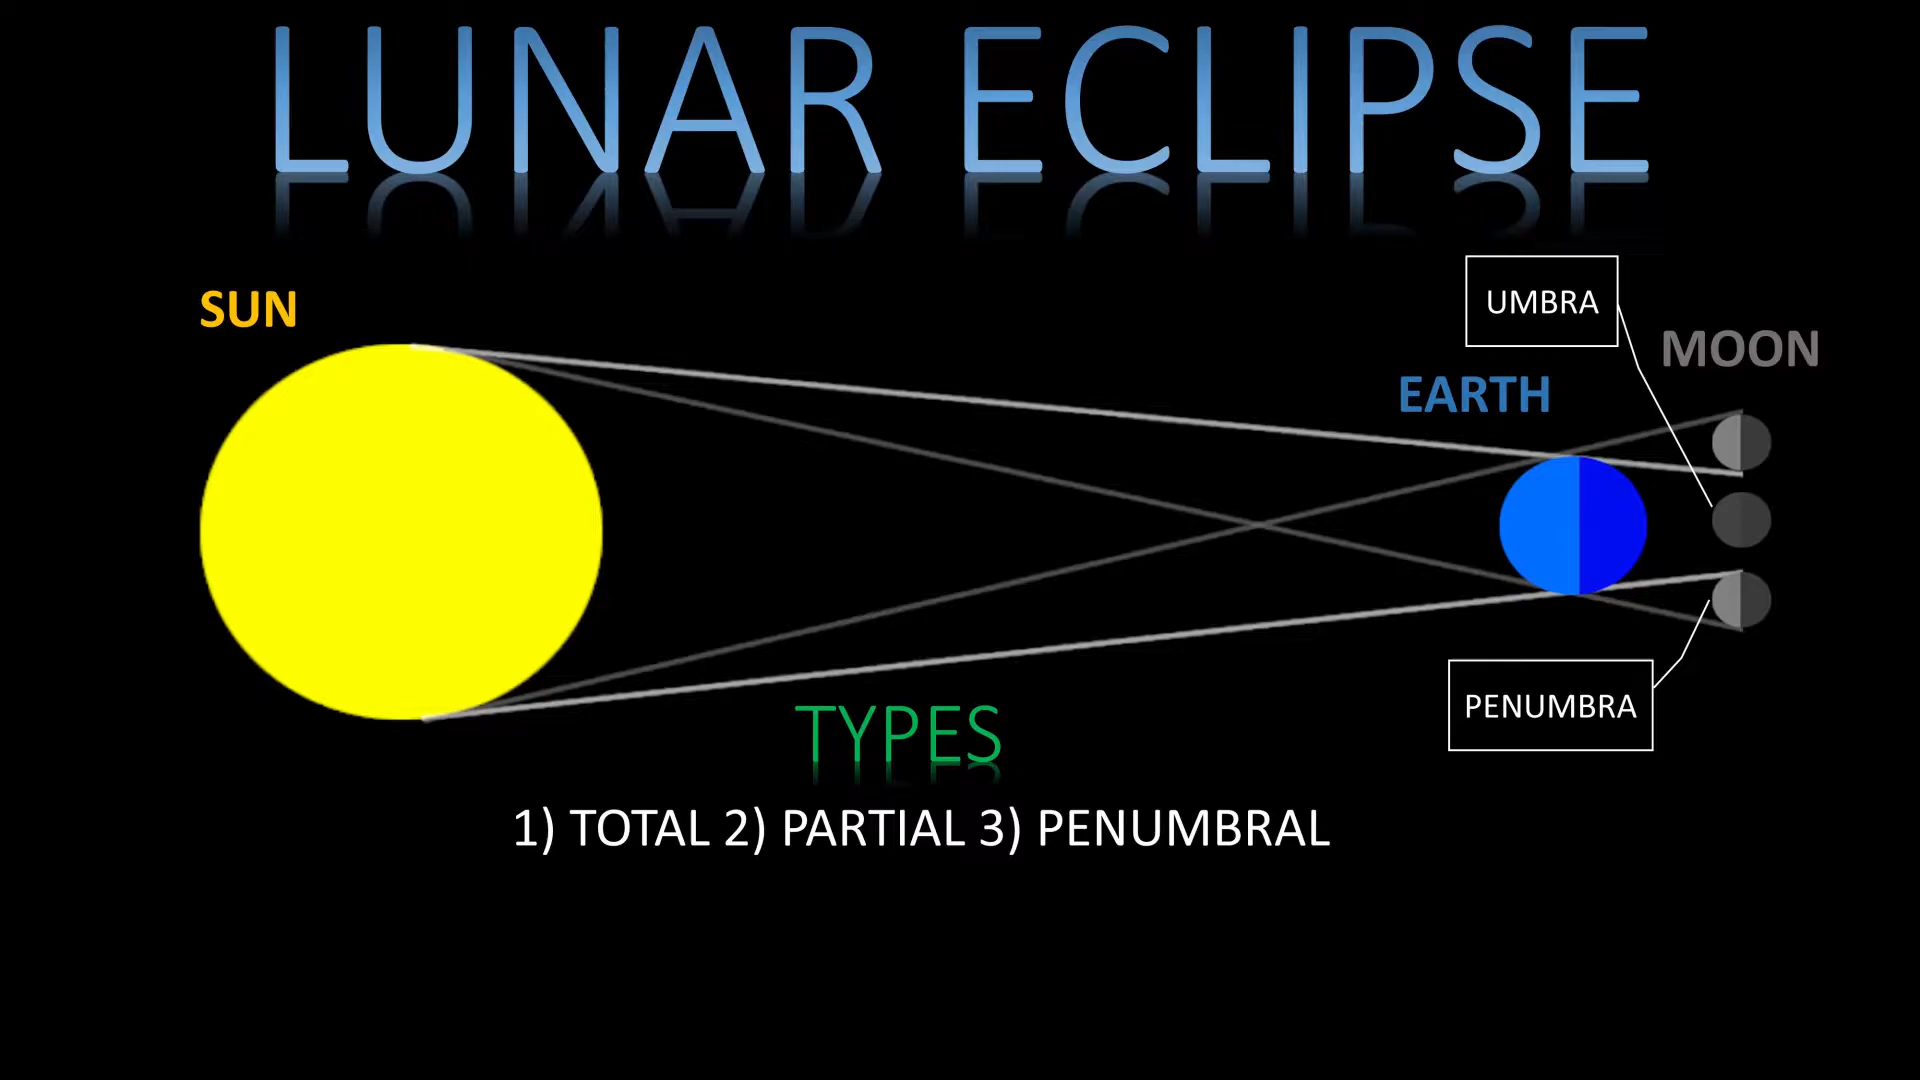 LUNAR ECLIPSE
SUN
UMBRA
MOON
EARTH
PENUMBRA
TYPES
1) TOTAL 2) PARTIAL 3) PENUMBRAL